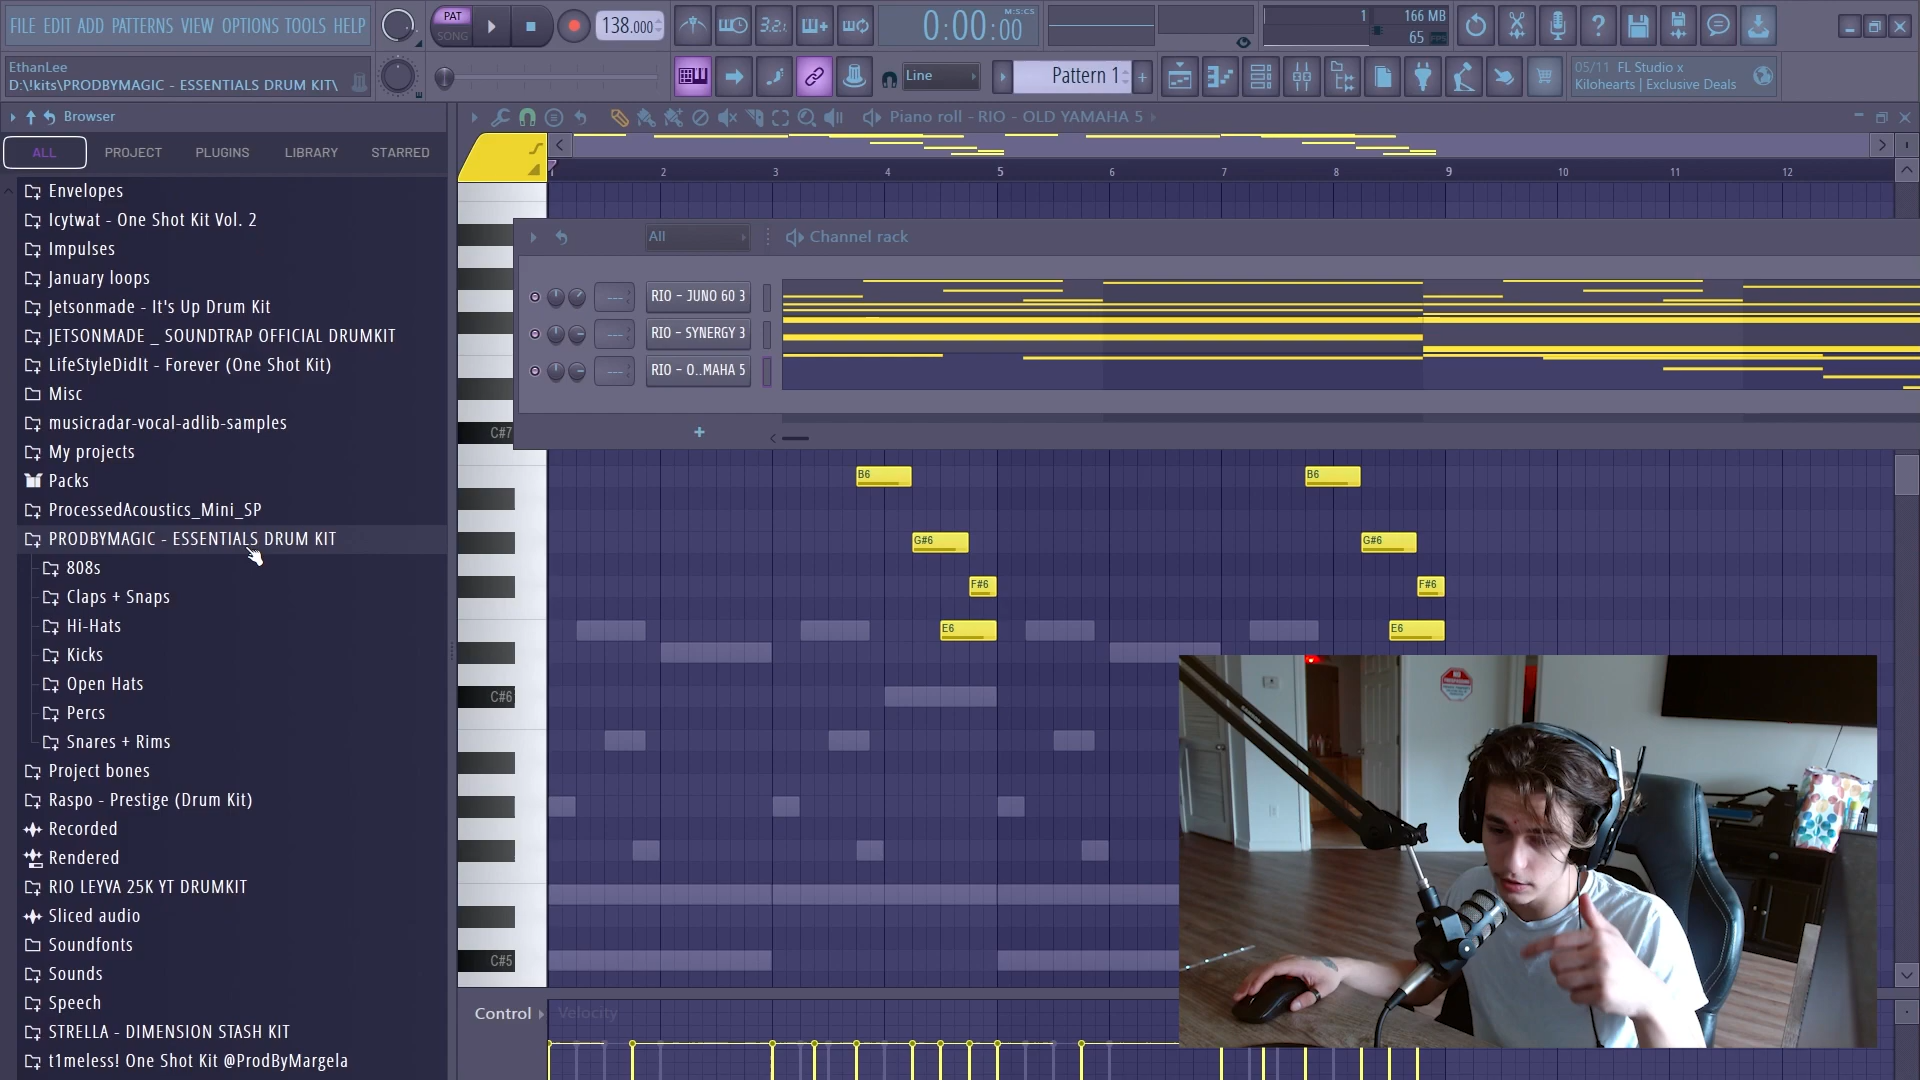 FILE EDIT ADD PATTERNS VIEW OPTIONS TOOLS HELP
PAT
SONG
138.000
3.2.
0:00:00
M:S:CS
1
166 MB
65
EthanLee
D:\!kits\PRODBYMAGIC - ESSENTIALS DRUM KIT\
Line
Pattern 1
05/11 FL Studio x
Kilohearts | Exclusive Deals
Browser
ALL PROJECT PLUGINS LIBRARY STARRED
Envelopes
Icytwat - One Shot Kit Vol. 2
Impulses
January loops
Jetsonmade - It's Up Drum Kit
JETSONMADE _ SOUNDTRAP OFFICIAL DRUMKIT
LifeStyleDidIt - Forever (One Shot Kit)
Misc
musicradar-vocal-adlib-samples
My projects
Packs
ProcessedAcoustics_Mini_SP
PRODBYMAGIC - ESSENTIALS DRUM KIT
808s
Claps + Snaps
Hi-Hats
Kicks
Open Hats
Percs
Snares + Rims
Project bones
Raspo - Prestige (Drum Kit)
Recorded
Rendered
RIO LEYVA 25K YT DRUMKIT
Sliced audio
Soundfonts
Sounds
Speech
STRELLA - DIMENSION STASH KIT
t1meless! One Shot Kit @ProdByMargela
Piano roll - RIO - OLD YAMAHA 5
1 2 3 4 5 6 7 8 9 10 11 12
All
Channel rack
RIO - JUNO 60 3
RIO - SYNERGY 3
RIO - O..MAHA 5
C#7
B6
B6
G#6
G#6
F#6
F#6
E6
E6
C#6
C#5
Control
Velocity